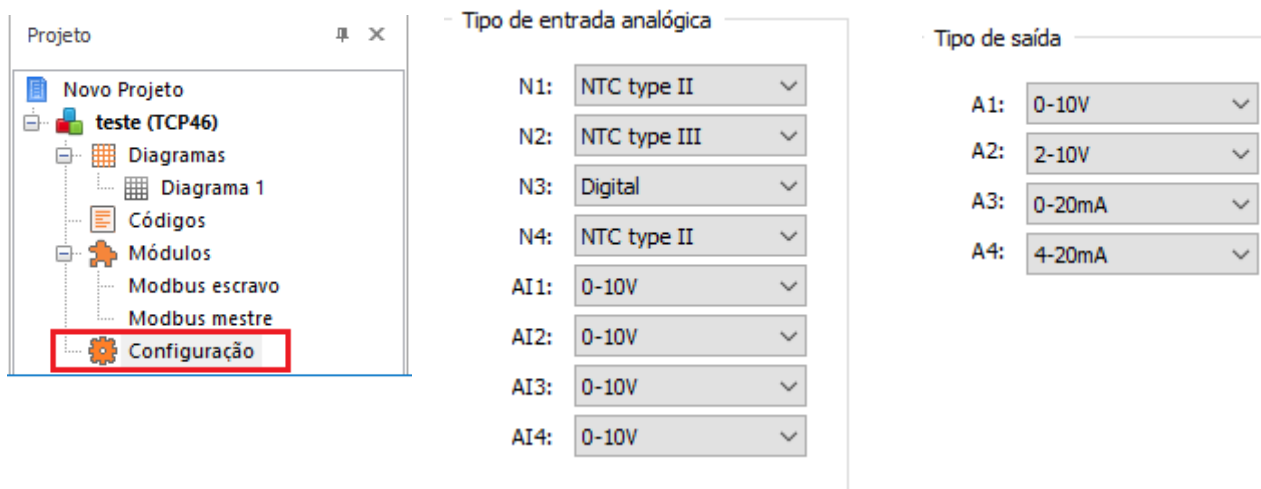 Projeto
Novo Projeto
teste (TCP46)
Diagramas
Diagrama 1
Códigos
Módulos
Modbus escravo
Modbus mestre
Configuração
Tipo de entrada analógica
N1: NTC type II
N2: NTC type III
N3: Digital
N4: NTC type II
AI1: 0-10V
AI2: 0-10V
AI3: 0-10V
AI4: 0-10V
Tipo de saída
A1: 0-10V
A2: 2-10V
A3: 0-20mA
A4: 4-20mA